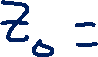 Z₀ =